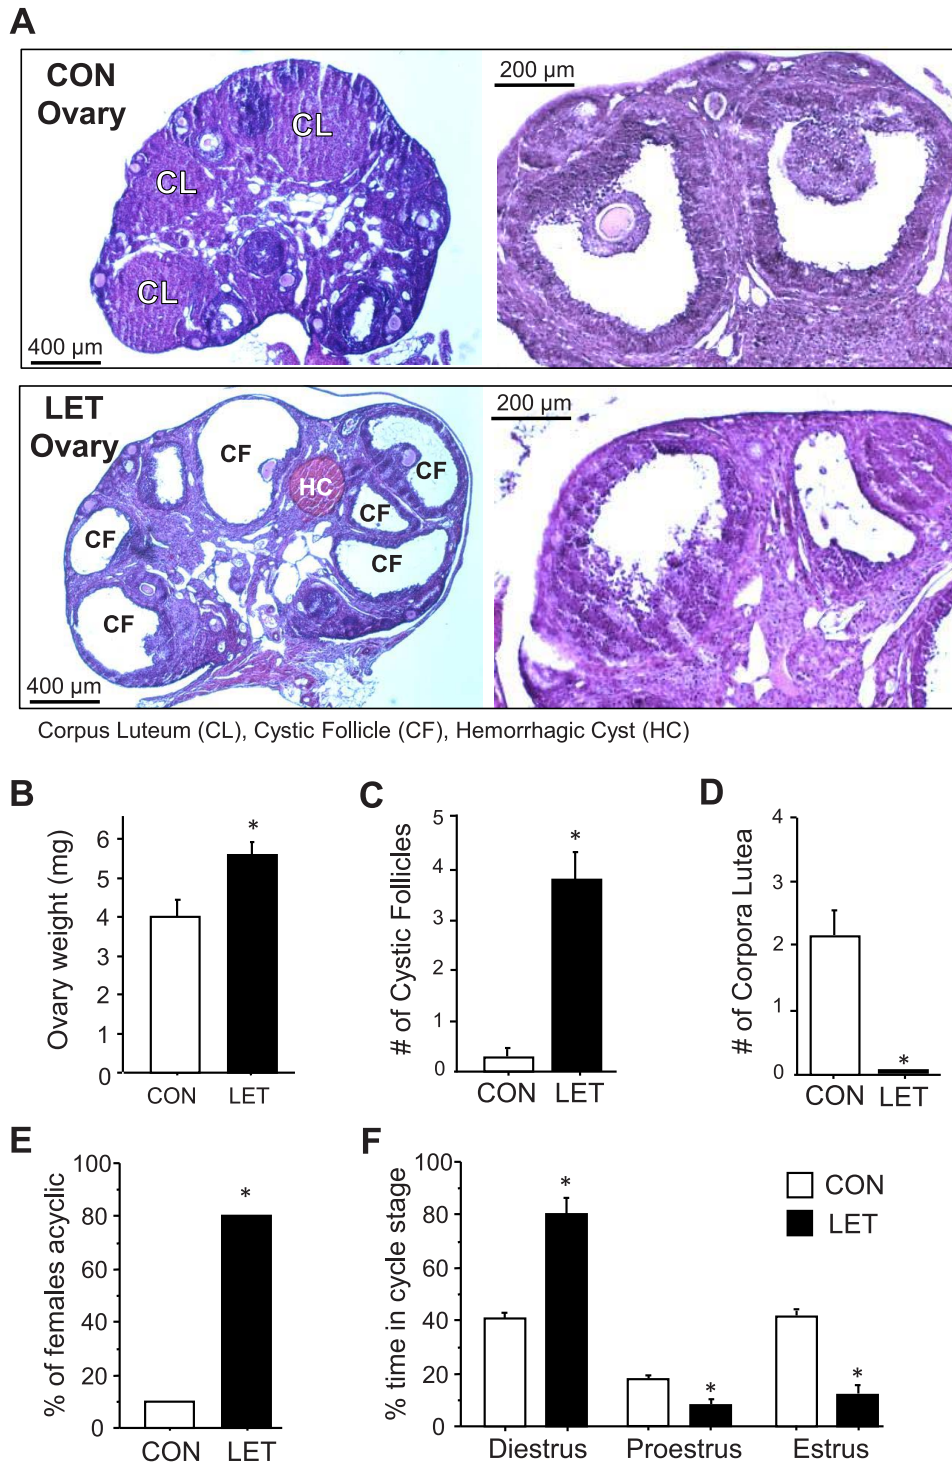 A
CON
Ovary
CL
CL
CL
400 µm
200 µm
LET
Ovary
CF
HC
CF
CF
CF
CF
CF
400 µm
200 µm
Corpus Luteum (CL), Cystic Follicle (CF), Hemorrhagic Cyst (HC)
B
Ovary weight (mg)
6
5
4
3
2
1
0
*
CON LET
C
# of Cystic Follicles
5
4
3
2
1
0
*
CON LET
D
# of Corpora Lutea
4
3
2
1
0
*
CON LET
E
% of females acyclic
100
80
60
40
20
0
*
CON LET
F
% time in cycle stage
100
80
60
40
20
0
*
*
*
Diestrus Proestrus Estrus
CON
LET